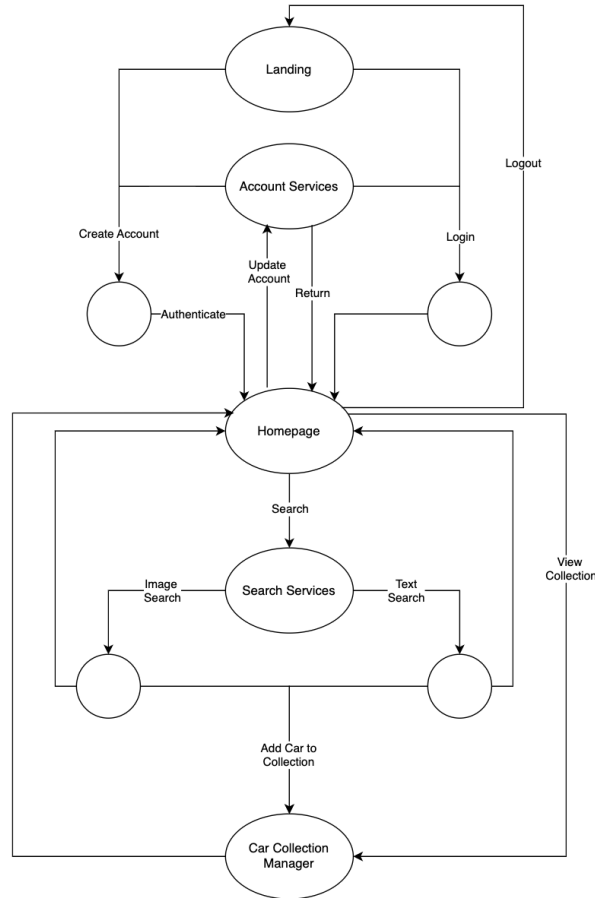 Landing
Logout
Account Services
Create Account
Login
Update
Account
Return
Authenticate
Homepage
Search
View
Collection
Image
Search
Search Services
Text
Search
Add Car to
Collection
Car Collection
Manager